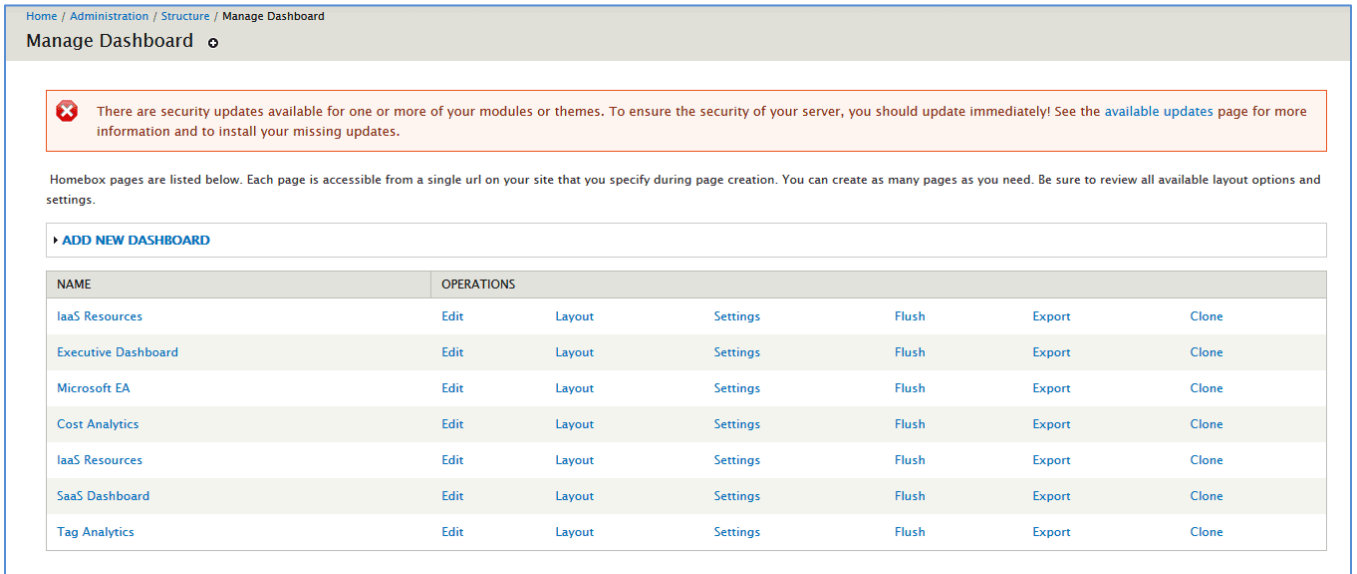 Home / Administration / Structure / Manage Dashboard
Manage Dashboard
There are security updates available for one or more of your modules or themes. To ensure the security of your server, you should update immediately! See the available updates page for more
information and to install your missing updates.
Homebox pages are listed below. Each page is accessible from a single url on your site that you specify during page creation. You can create as many pages as you need. Be sure to review all available layout options and
settings.
ADD NEW DASHBOARD
NAME OPERATIONS
IaaS Resources Edit Layout Settings Flush Export Clone
Executive Dashboard Edit Layout Settings Flush Export Clone
Microsoft EA Edit Layout Settings Flush Export Clone
Cost Analytics Edit Layout Settings Flush Export Clone
IaaS Resources Edit Layout Settings Flush Export Clone
SaaS Dashboard Edit Layout Settings Flush Export Clone
Tag Analytics Edit Layout Settings Flush Export Clone